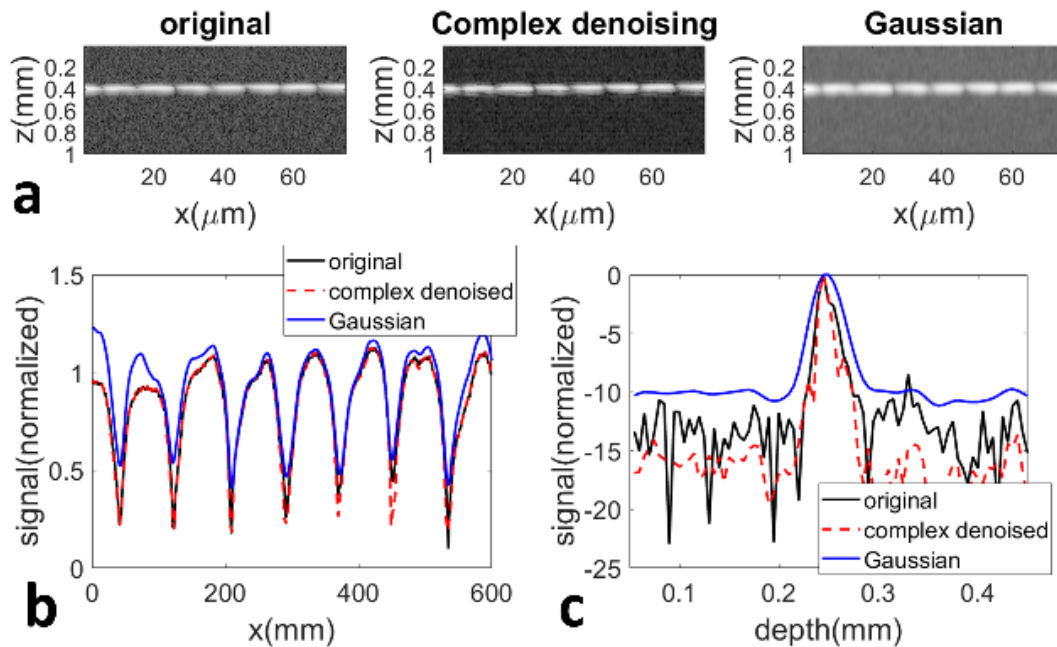 original
Complex denoising
Gaussian
z(mm)
0.2
0.4
0.6
0.8
1
20 40 60
x(μm)
z(mm)
0.2
0.4
0.6
0.8
1
20 40 60
x(μm)
z(mm)
0.2
0.4
0.6
0.8
1
20 40 60
x(μm)
a
original
complex denoised
Gaussian
signal(normalized)
1.5
1
0.5
0
0 200 400 600
x(mm)
b
signal(normalized)
0
-5
-10
-15
-20
-25
original
complex denoised
Gaussian
0.1 0.2 0.3 0.4
depth(mm)
c